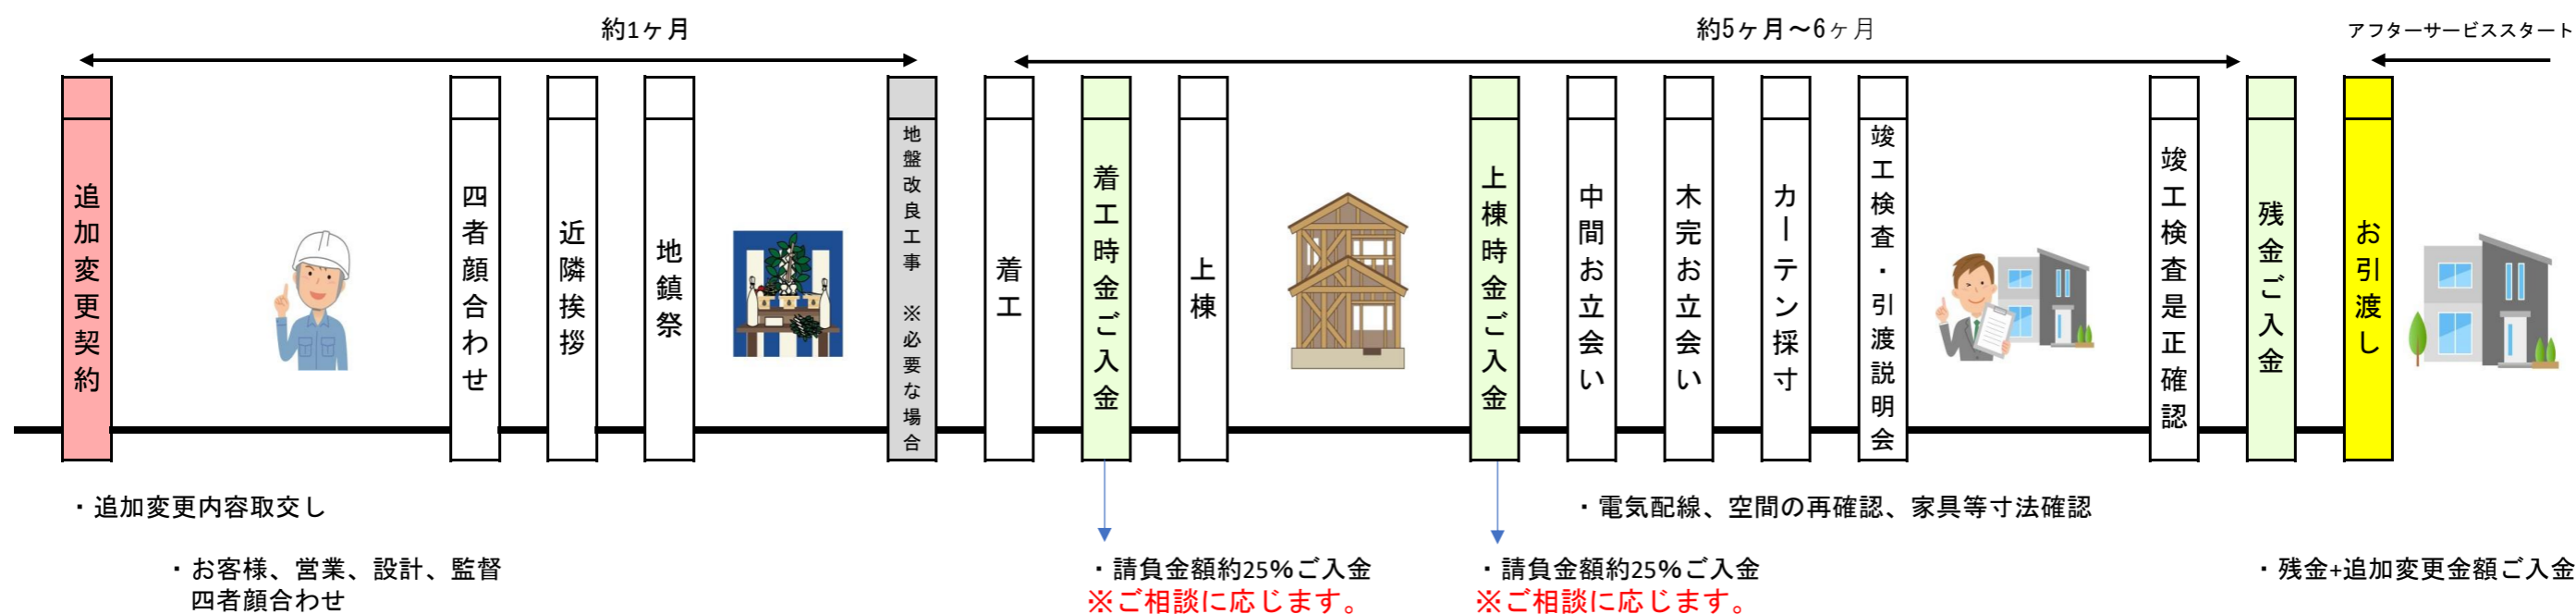 約1ヶ月
約5ヶ月～6ヶ月
アフターサービススタート
追加変更契約
四者顔合わせ
近隣挨拶
地鎮祭
地盤改良工事 ※必要な場合
着工
着工時金ご入金
上棟
上棟時金ご入金
中間お立会い
木完お立会い
カーテン採寸
竣工検査・引渡説明会
竣工検査是正確認
残金ご入金
お引渡し
・追加変更内容取交し
・電気配線、空間の再確認、家具等寸法確認
・お客様、営業、設計、監督
四者顔合わせ
・請負金額約25%ご入金
※ご相談に応じます。
・請負金額約25%ご入金
※ご相談に応じます。
・残金+追加変更金額ご入金